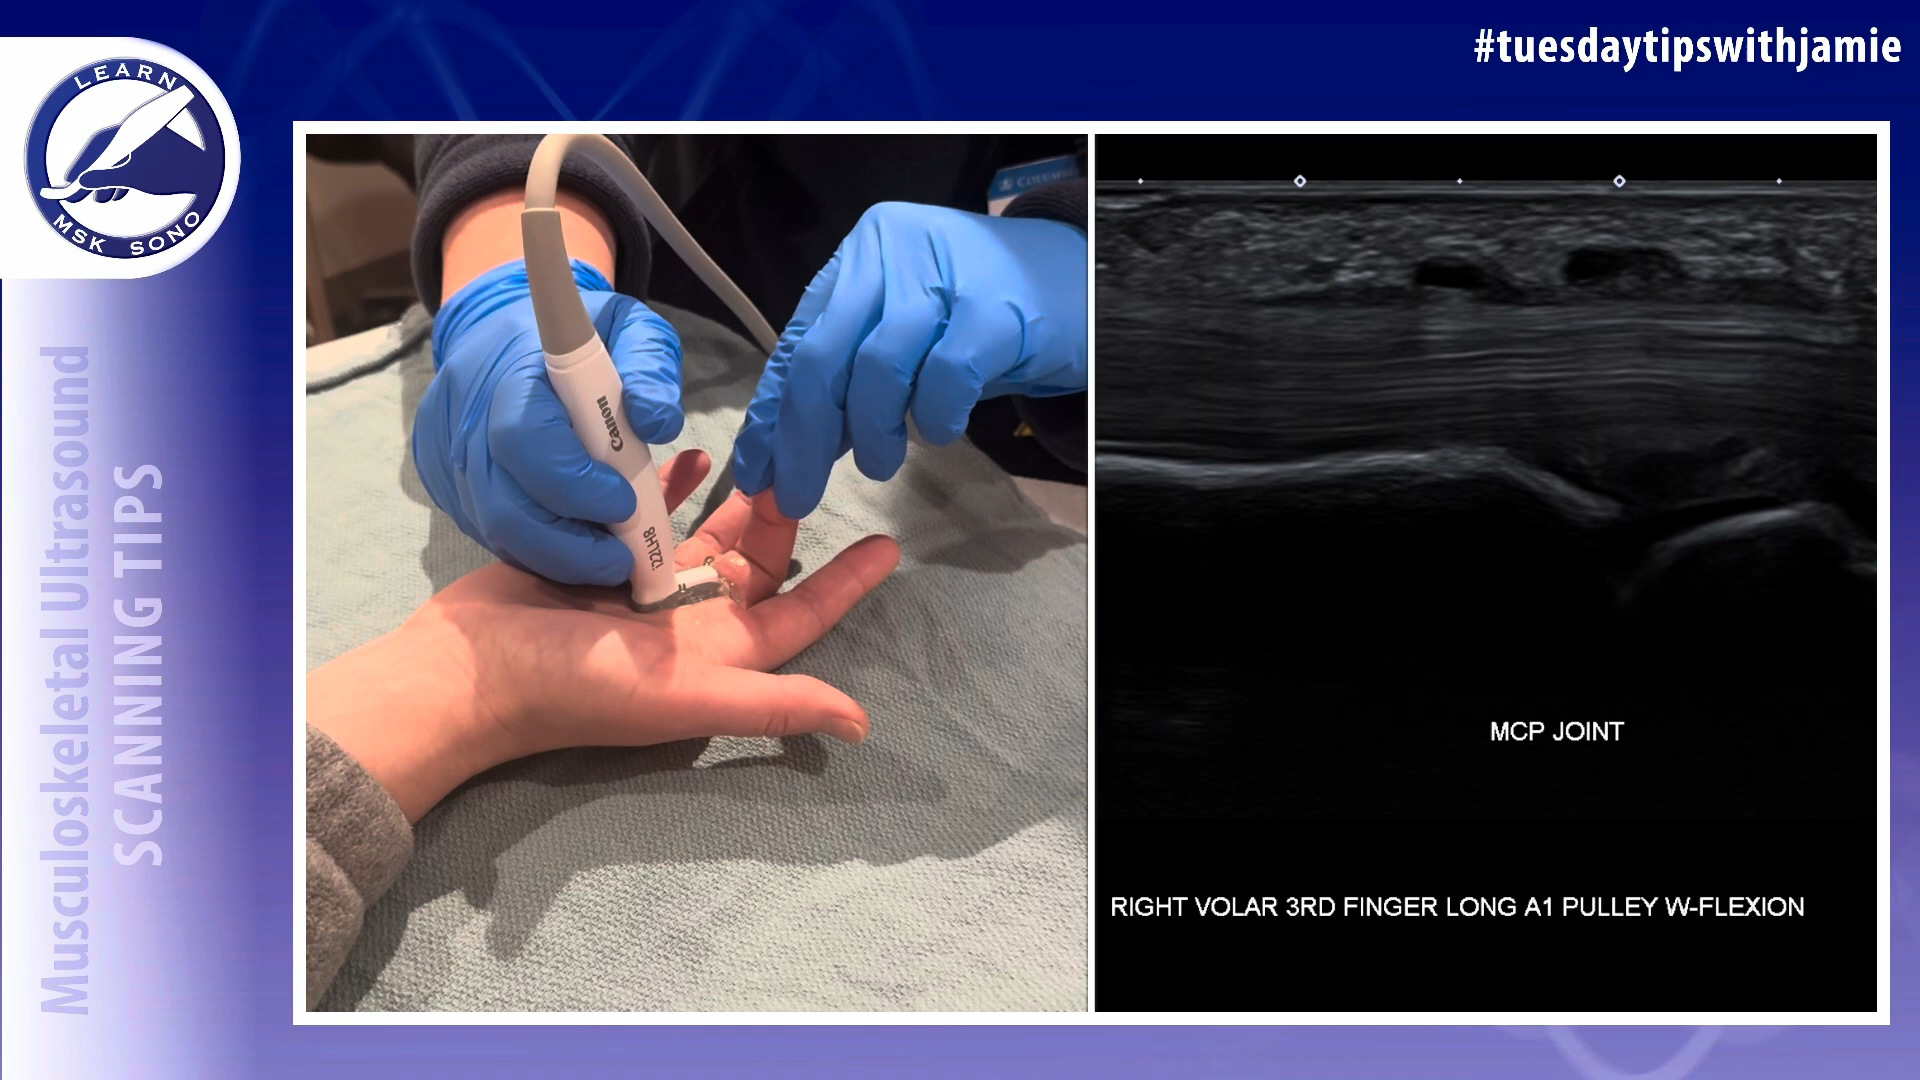 #tuesdaytipswithjamie
LEARN
MSK SONO
Musculoskeletal Ultrasound
SCANNING TIPS
Canon
i22LH8
MCP JOINT
RIGHT VOLAR 3RD FINGER LONG A1 PULLEY W-FLEXION